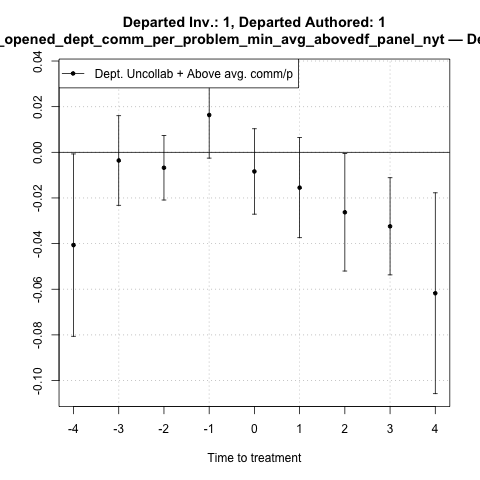 Departed Inv.: 1, Departed Authored: 1
_opened_dept_comm_per_problem_min_avg_abovedf_panel_nyt — De
Dept. Uncollab + Above avg. comm/p
0.04
0.02
0.00
-0.02
-0.04
-0.06
-0.08
-0.10
-4 -3 -2 -1 0 1 2 3 4
Time to treatment